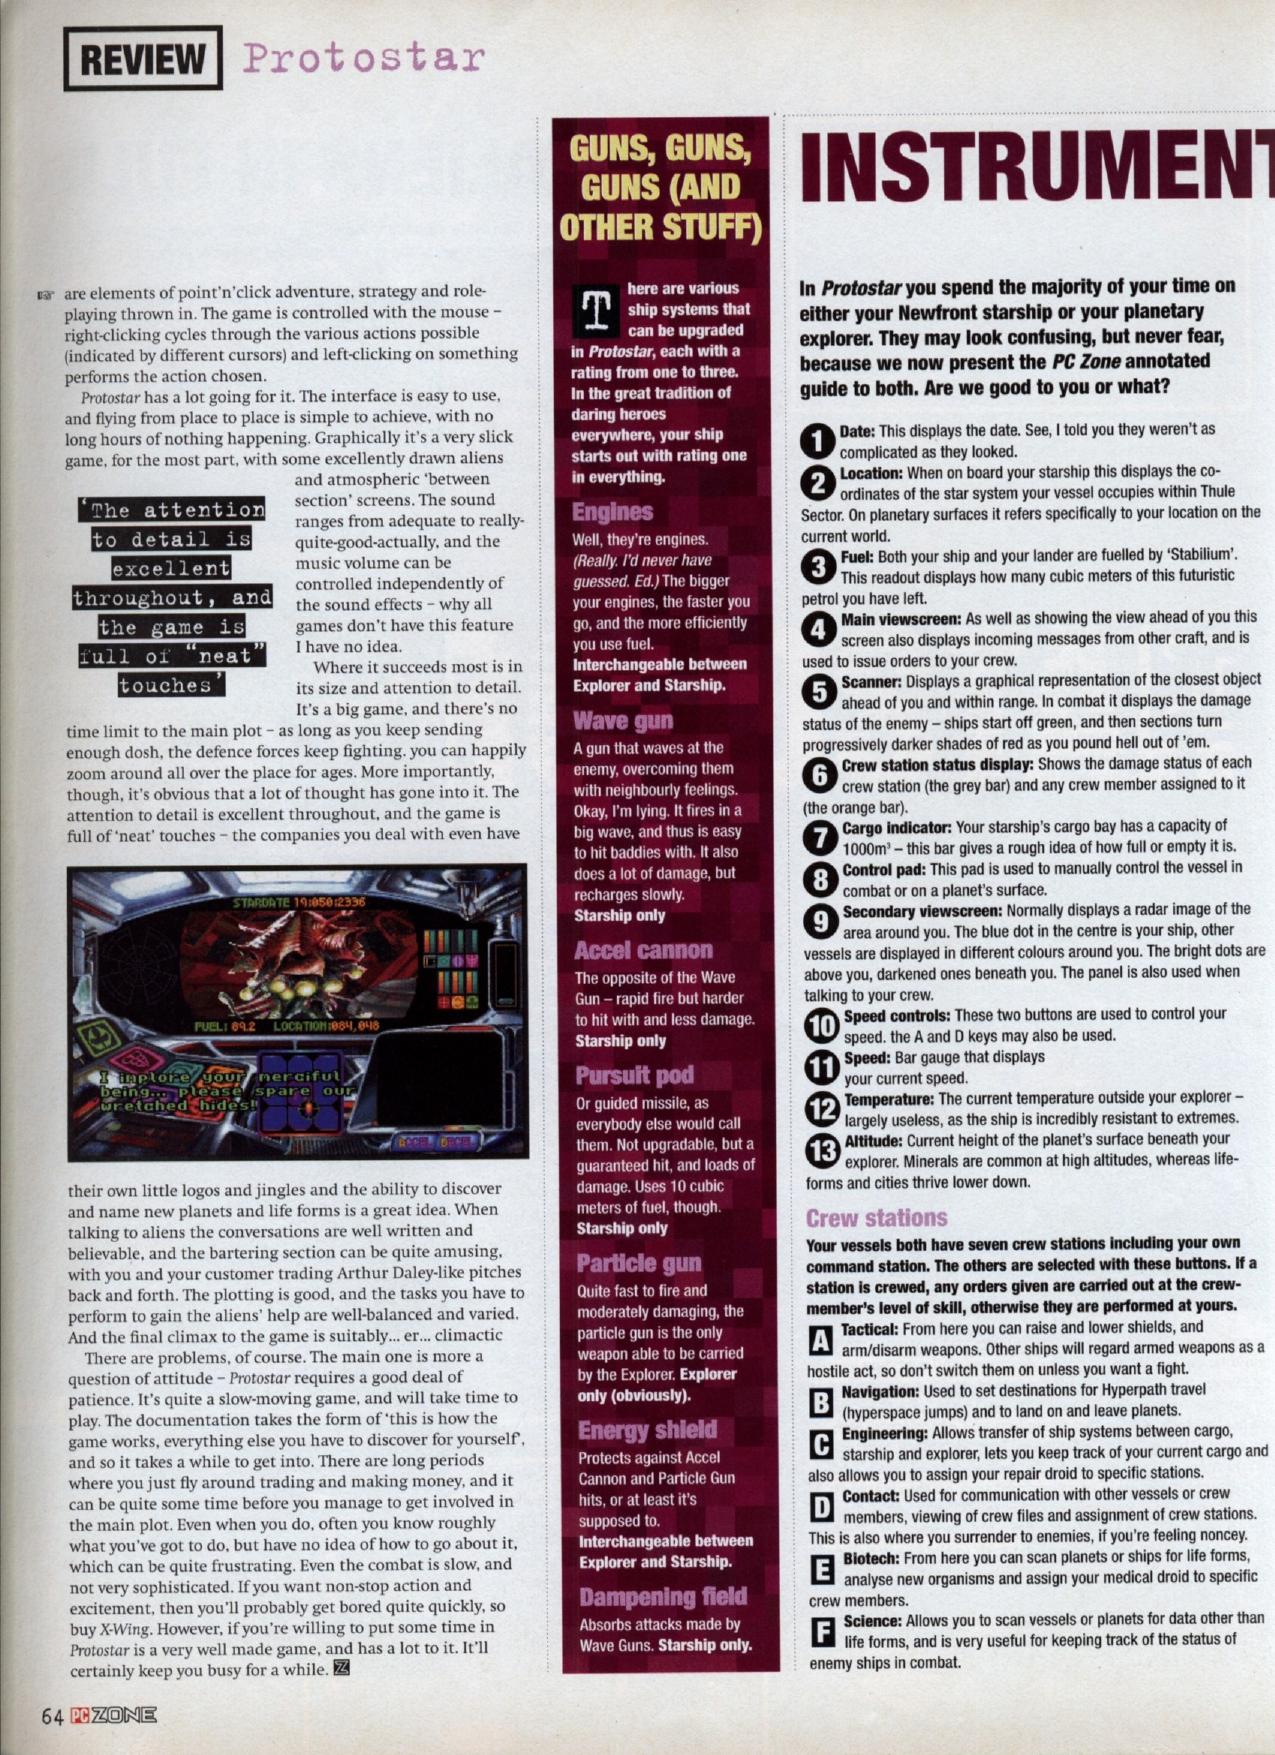 REVIEW Protostar
☞ are elements of point'n'click adventure, strategy and role-
playing thrown in. The game is controlled with the mouse –
right-clicking cycles through the various actions possible
(indicated by different cursors) and left-clicking on something
performs the action chosen.
Protostar has a lot going for it. The interface is easy to use,
and flying from place to place is simple to achieve, with no
long hours of nothing happening. Graphically it's a very slick
game, for the most part, with some excellently drawn aliens
and atmospheric 'between
section' screens. The sound
ranges from adequate to really-
quite-good-actually, and the
music volume can be
controlled independently of
the sound effects – why all
games don't have this feature
I have no idea.
Where it succeeds most is in
its size and attention to detail.
It's a big game, and there's no
time limit to the main plot – as long as you keep sending
enough dosh, the defence forces keep fighting. you can happily
zoom around all over the place for ages. More importantly,
though, it's obvious that a lot of thought has gone into it. The
attention to detail is excellent throughout, and the game is
full of 'neat' touches – the companies you deal with even have
'The attention
to detail is
excellent
throughout, and
the game is
full of "neat"
touches'
STARDATE 19:050:2336
FUEL: 89.2 LOCATION:084,048
I implore your merciful
being... please spare our
wretched hides!
ACCEL DECEL
their own little logos and jingles and the ability to discover
and name new planets and life forms is a great idea. When
talking to aliens the conversations are well written and
believable, and the bartering section can be quite amusing,
with you and your customer trading Arthur Daley-like pitches
back and forth. The plotting is good, and the tasks you have to
perform to gain the aliens' help are well-balanced and varied.
And the final climax to the game is suitably... er... climactic
There are problems, of course. The main one is more a
question of attitude – Protostar requires a good deal of
patience. It's quite a slow-moving game, and will take time to
play. The documentation takes the form of 'this is how the
game works, everything else you have to discover for yourself',
and so it takes a while to get into. There are long periods
where you just fly around trading and making money, and it
can be quite some time before you manage to get involved in
the main plot. Even when you do, often you know roughly
what you've got to do, but have no idea of how to go about it,
which can be quite frustrating. Even the combat is slow, and
not very sophisticated. If you want non-stop action and
excitement, then you'll probably get bored quite quickly, so
buy X-Wing. However, if you're willing to put some time in
Protostar is a very well made game, and has a lot to it. It'll
certainly keep you busy for a while. Z
GUNS, GUNS,
GUNS (AND
OTHER STUFF)
There are various
ship systems that
can be upgraded
in Protostar, each with a
rating from one to three.
In the great tradition of
daring heroes
everywhere, your ship
starts out with rating one
in everything.
Engines
Well, they're engines.
(Really. I'd never have
guessed. Ed.) The bigger
your engines, the faster you
go, and the more efficiently
you use fuel.
Interchangeable between
Explorer and Starship.
Wave gun
A gun that waves at the
enemy, overcoming them
with neighbourly feelings.
Okay, I'm lying. It fires in a
big wave, and thus is easy
to hit baddies with. It also
does a lot of damage, but
recharges slowly.
Starship only
Accel cannon
The opposite of the Wave
Gun – rapid fire but harder
to hit with and less damage.
Starship only
Pursuit pod
Or guided missile, as
everybody else would call
them. Not upgradable, but a
guaranteed hit, and loads of
damage. Uses 10 cubic
meters of fuel, though.
Starship only
Particle gun
Quite fast to fire and
moderately damaging, the
particle gun is the only
weapon able to be carried
by the Explorer. Explorer
only (obviously).
Energy shield
Protects against Accel
Cannon and Particle Gun
hits, or at least it's
supposed to.
Interchangeable between
Explorer and Starship.
Dampening field
Absorbs attacks made by
Wave Guns. Starship only.
INSTRUMENT
In Protostar you spend the majority of your time on
either your Newfront starship or your planetary
explorer. They may look confusing, but never fear,
because we now present the PC Zone annotated
guide to both. Are we good to you or what?
1 Date: This displays the date. See, I told you they weren't as
complicated as they looked.
2 Location: When on board your starship this displays the co-
ordinates of the star system your vessel occupies within Thule
Sector. On planetary surfaces it refers specifically to your location on the
current world.
3 Fuel: Both your ship and your lander are fuelled by 'Stabilium'.
This readout displays how many cubic meters of this futuristic
petrol you have left.
4 Main viewscreen: As well as showing the view ahead of you this
screen also displays incoming messages from other craft, and is
used to issue orders to your crew.
5 Scanner: Displays a graphical representation of the closest object
ahead of you and within range. In combat it displays the damage
status of the enemy – ships start off green, and then sections turn
progressively darker shades of red as you pound hell out of 'em.
6 Crew station status display: Shows the damage status of each
crew station (the grey bar) and any crew member assigned to it
(the orange bar).
7 Cargo indicator: Your starship's cargo bay has a capacity of
1000m³ – this bar gives a rough idea of how full or empty it is.
8 Control pad: This pad is used to manually control the vessel in
combat or on a planet's surface.
9 Secondary viewscreen: Normally displays a radar image of the
area around you. The blue dot in the centre is your ship, other
vessels are displayed in different colours around you. The bright dots are
above you, darkened ones beneath you. The panel is also used when
talking to your crew.
10 Speed controls: These two buttons are used to control your
speed. the A and D keys may also be used.
11 Speed: Bar gauge that displays
your current speed.
12 Temperature: The current temperature outside your explorer –
largely useless, as the ship is incredibly resistant to extremes.
13 Altitude: Current height of the planet's surface beneath your
explorer. Minerals are common at high altitudes, whereas life-
forms and cities thrive lower down.
Crew stations
Your vessels both have seven crew stations including your own
command station. The others are selected with these buttons. If a
station is crewed, any orders given are carried out at the crew-
member's level of skill, otherwise they are performed at yours.
A Tactical: From here you can raise and lower shields, and
arm/disarm weapons. Other ships will regard armed weapons as a
hostile act, so don't switch them on unless you want a fight.
B Navigation: Used to set destinations for Hyperpath travel
(hyperspace jumps) and to land on and leave planets.
C Engineering: Allows transfer of ship systems between cargo,
starship and explorer, lets you keep track of your current cargo and
also allows you to assign your repair droid to specific stations.
D Contact: Used for communication with other vessels or crew
members, viewing of crew files and assignment of crew stations.
This is also where you surrender to enemies, if you're feeling noncey.
E Biotech: From here you can scan planets or ships for life forms,
analyse new organisms and assign your medical droid to specific
crew members.
F Science: Allows you to scan vessels or planets for data other than
life forms, and is very useful for keeping track of the status of
enemy ships in combat.
64 PC ZONE